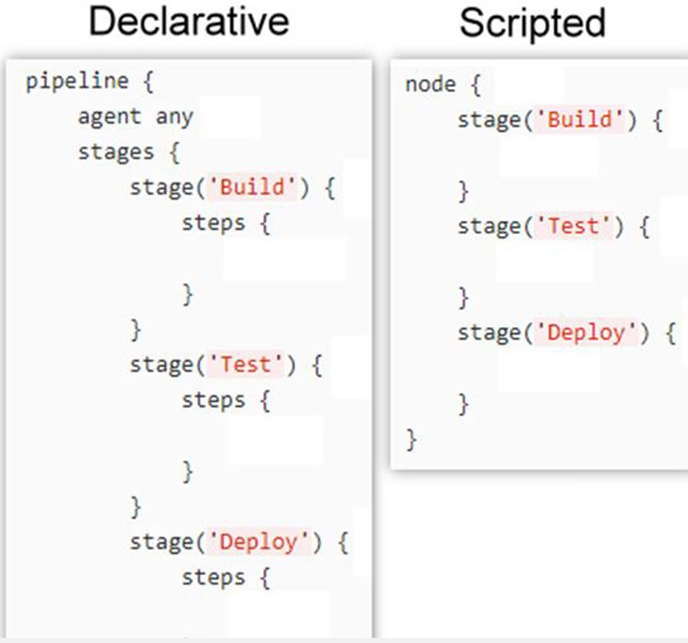 Declarative
pipeline {
    agent any
    stages {
        stage('Build') {
            steps {
            }
        }
        stage('Test') {
            steps {
            }
        }
        stage('Deploy') {
            steps {
Scripted
node {
    stage('Build') {
    }
    stage('Test') {
    }
    stage('Deploy') {
    }
}